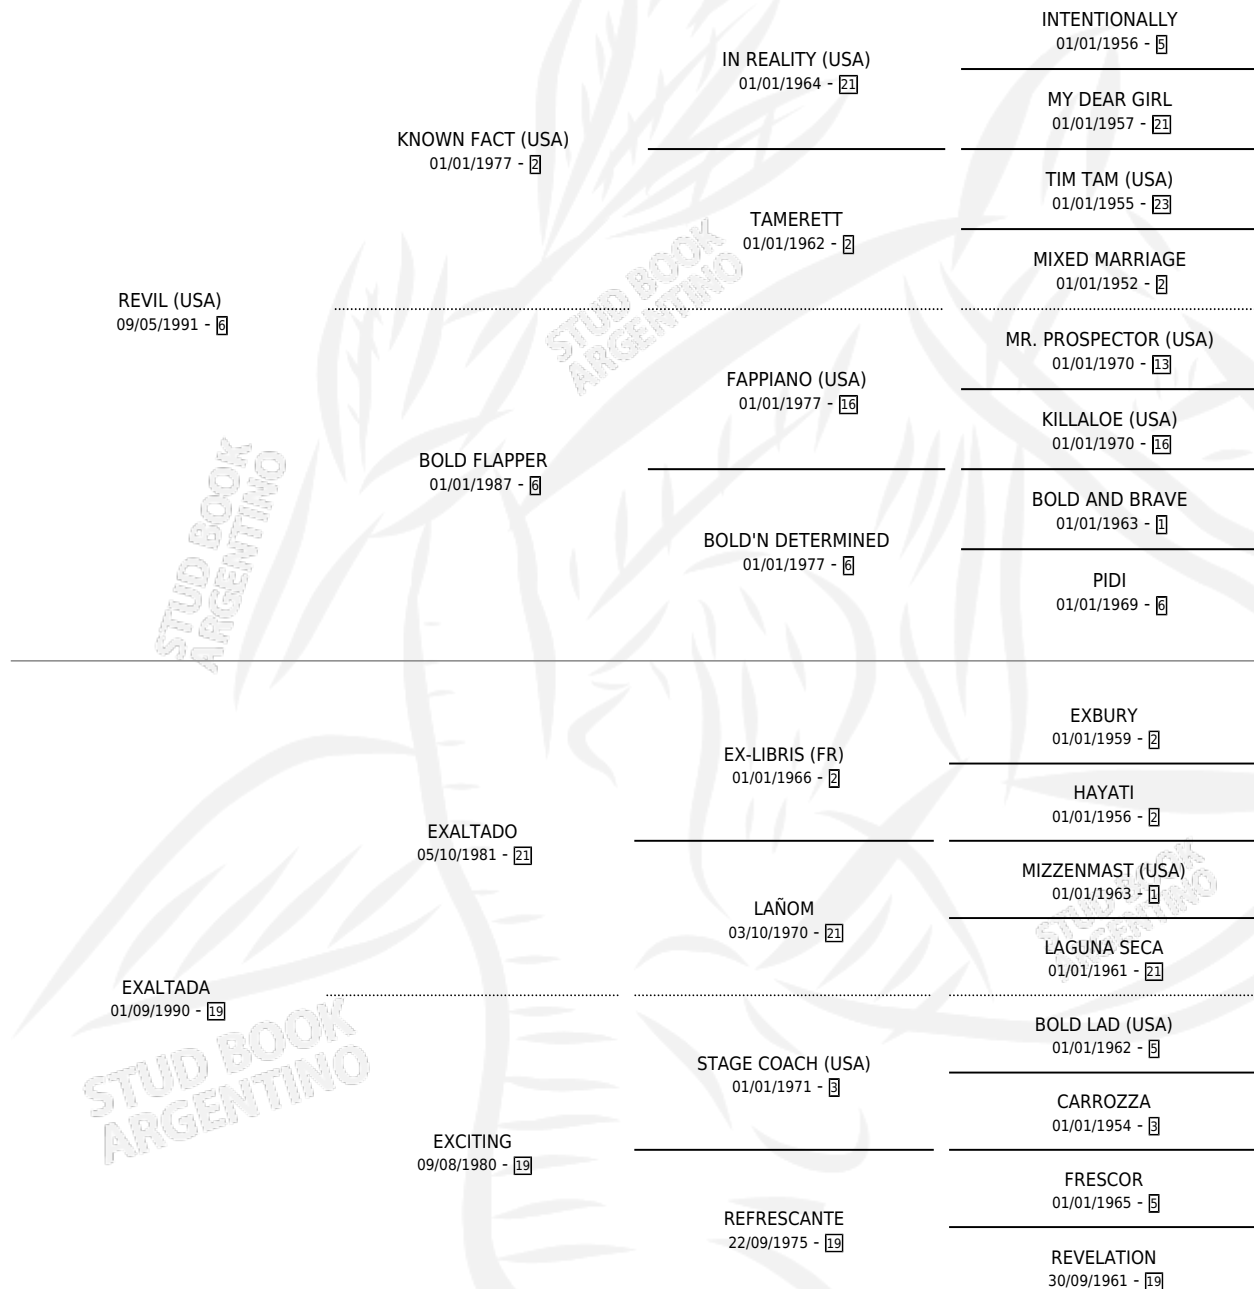 INTENTIONALLY
01/01/1956 - 5
IN REALITY (USA)
01/01/1964 - 21
MY DEAR GIRL
01/01/1957 - 21
KNOWN FACT (USA)
01/01/1977 - 2
TIM TAM (USA)
01/01/1955 - 23
TAMERETT
01/01/1962 - 2
MIXED MARRIAGE
01/01/1952 - 2
REVIL (USA)
09/05/1991 - 6
STUD BOOK
ARGENTINO
MR. PROSPECTOR (USA)
01/01/1970 - 13
FAPPIANO (USA)
01/01/1977 - 16
KILLALOE (USA)
01/01/1970 - 16
BOLD FLAPPER
01/01/1987 - 6
BOLD AND BRAVE
01/01/1963 - 1
BOLD'N DETERMINED
01/01/1977 - 6
PIDI
01/01/1969 - 6
STUD BOOK
ARGENTINO
EXBURY
01/01/1959 - 2
EX-LIBRIS (FR)
01/01/1966 - 2
HAYATI
01/01/1956 - 2
EXALTADO
05/10/1981 - 21
MIZZENMAST (USA)
01/01/1963 - 1
LAÑOM
03/10/1970 - 21
LAGUNA SECA
01/01/1961 - 21
STUD BOOK
ARGENTINO
EXALTADA
01/09/1990 - 19
BOLD LAD (USA)
01/01/1962 - 5
STAGE COACH (USA)
01/01/1971 - 3
CARROZZA
01/01/1954 - 3
STUD BOOK
ARGENTINO
EXCITING
09/08/1980 - 19
FRESCOR
01/01/1965 - 5
REFRESCANTE
22/09/1975 - 19
REVELATION
30/09/1961 - 19